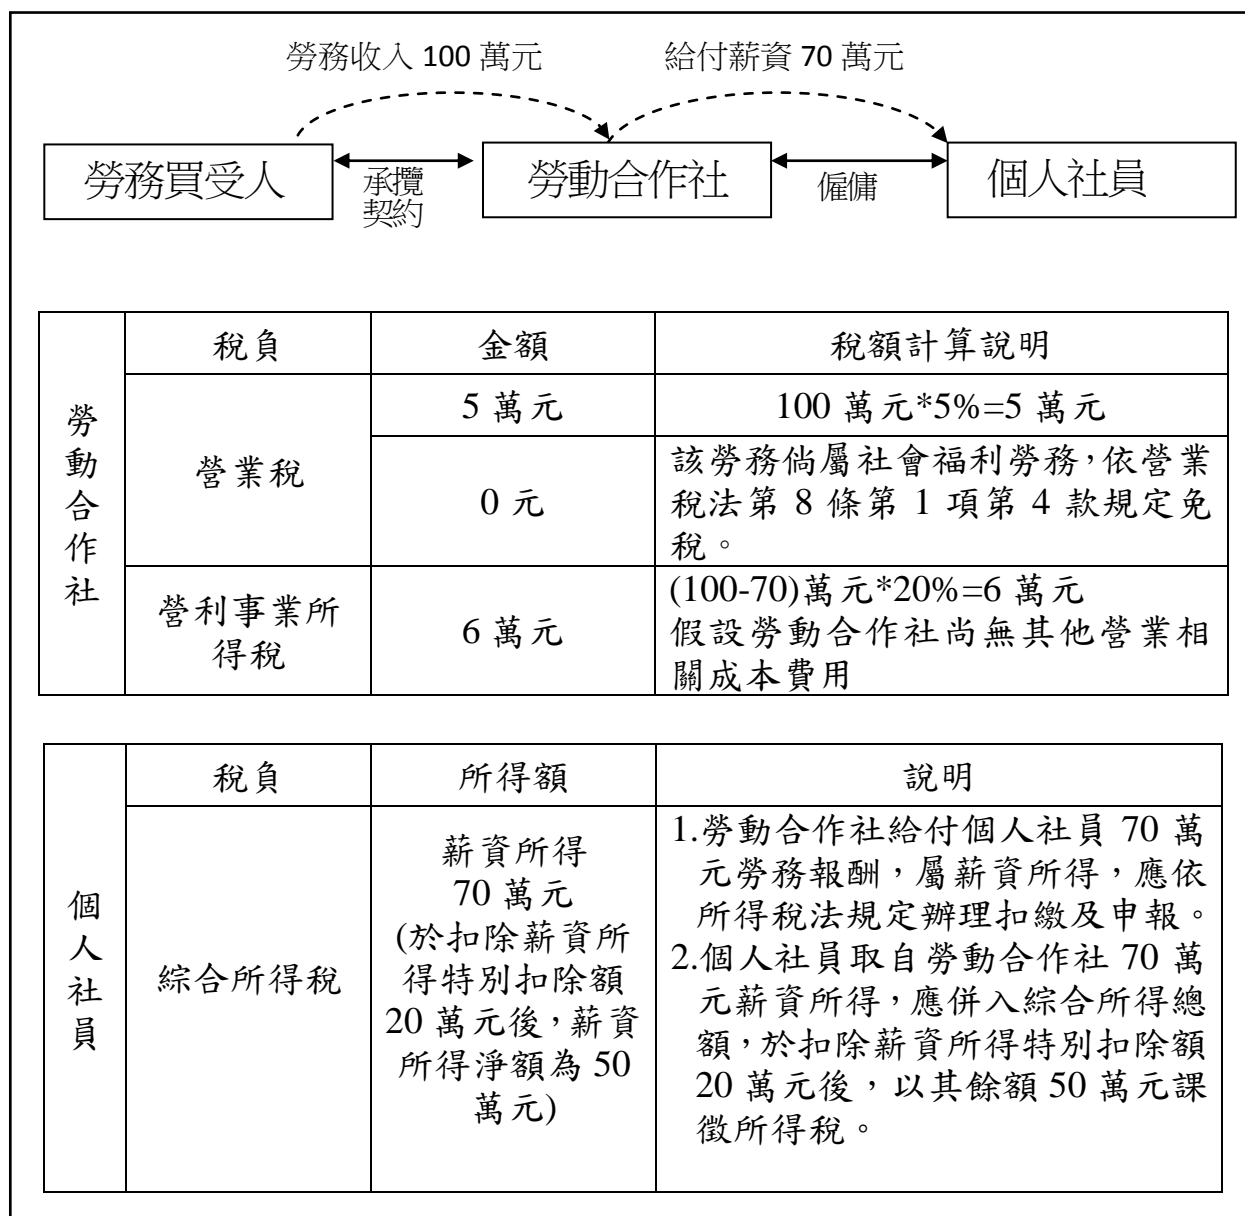 勞務收入 100 萬元
給付薪資 70 萬元
勞務買受人
承攬
契約
勞動合作社
僱傭
個人社員
勞動合作社
稅負
金額
稅額計算說明
營業稅
5 萬元
100 萬元*5%=5 萬元
0 元
該勞務倘屬社會福利勞務,依營業
稅法第 8 條第 1 項第 4 款規定免
稅。
營利事業所
得稅
6 萬元
(100-70)萬元*20%=6 萬元
假設勞動合作社尚無其他營業相
關成本費用
個人社員
稅負
所得額
說明
綜合所得稅
薪資所得
70 萬元
(於扣除薪資所
得特別扣除額
20 萬元後,薪資
所得淨額為 50
萬元)
1.勞動合作社給付個人社員 70 萬
元勞務報酬,屬薪資所得,應依
所得稅法規定辦理扣繳及申報。
2.個人社員取自勞動合作社 70 萬
元薪資所得,應併入綜合所得總
額,於扣除薪資所得特別扣除額
20 萬元後,以其餘額 50 萬元課
徵所得稅。